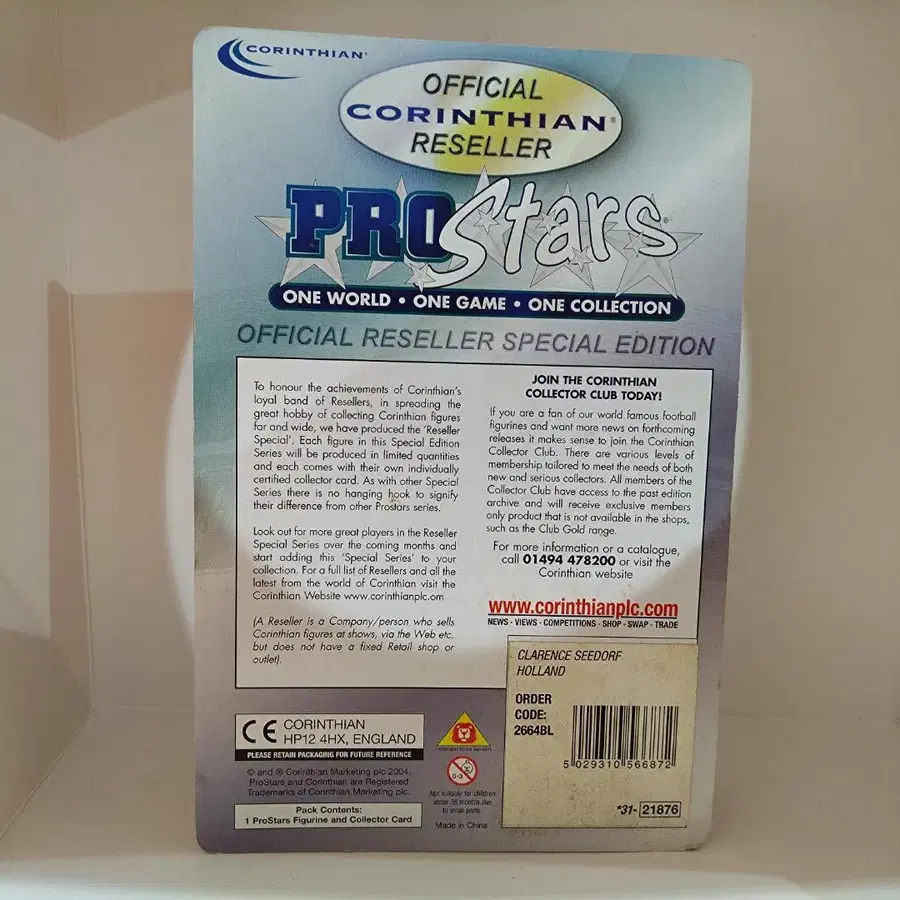 CORINTHIAN
OFFICIAL
CORINTHIAN®
RESELLER
PROStars®
ONE WORLD • ONE GAME • ONE COLLECTION
OFFICIAL RESELLER SPECIAL EDITION
To honour the achievements of Corinthian's
loyal band of Resellers, in spreading the
great hobby of collecting Corinthian figures
far and wide, we have produced the 'Reseller
Special'. Each figure in this Special Edition
Series will be produced in limited quantities
and each comes with their own individually
certified collector card. As with other Special
Series there is no hanging hook to signify
their difference from other Prostars series.
Look out for more great players in the Reseller
Special Series over the coming months and
start adding this 'Special Series' to your
collection. For a full list of Resellers and all the
latest from the world of Corinthian visit the
Corinthian Website www.corinthianplc.om
(A Reseller is a Company/person who sells
Corinthian figures at shows, via the Web etc.
but does not have a fixed Retail shop or
outlet).
JOIN THE CORINTHIAN
COLLECTOR CLUB TODAY!
If you are a fan of our world famous football
figurines and want more news on forthcoming
releases it makes sense to join the Corinthian
Collector Club. There are various levels of
membership tailored to meet the needs of both
new and serious collectors. All members of the
Collector Club have access to the past edition
archive and will receive exclusive members
only product that is not available in the shops,
such as the Club Gold range.
For more information or a catalogue,
call 01494 478200 or visit the
Corinthian website
www.corinthianplc.com
NEWS - VIEWS - COMPETITIONS - SHOP - SWAP - TRADE
CLARENCE SEEDORF
HOLLAND
ORDER
CODE:
2664BL
5 029310 566872
*31- 21876
CE CORINTHIAN
HP12 4HX, ENGLAND
PLEASE RETAIN PACKAGING FOR FUTURE REFERENCE
© and ® Corinthian Marketing plc 2004.
ProStars and Corinthian are Registered
Trademarks of Corinthian Marketing plc.
Pack Contents:
1 ProStars Figurine and Collector Card
0-3
Not suitable for children
under 36 months due
to small parts.
Made in China